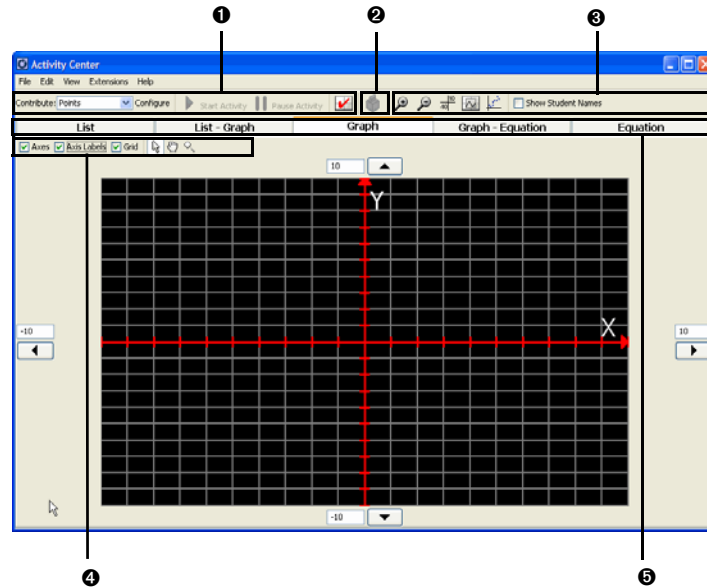 ❶ ❷ ❸
Activity Center
File Edit View Extensions Help
Contribute: Points Configure Start Activity Pause Activity Show Student Names
List List - Graph Graph Graph - Equation Equation
Axes Axis Labels Grid
10
Y
X
-10 10
-10
❹ ❺